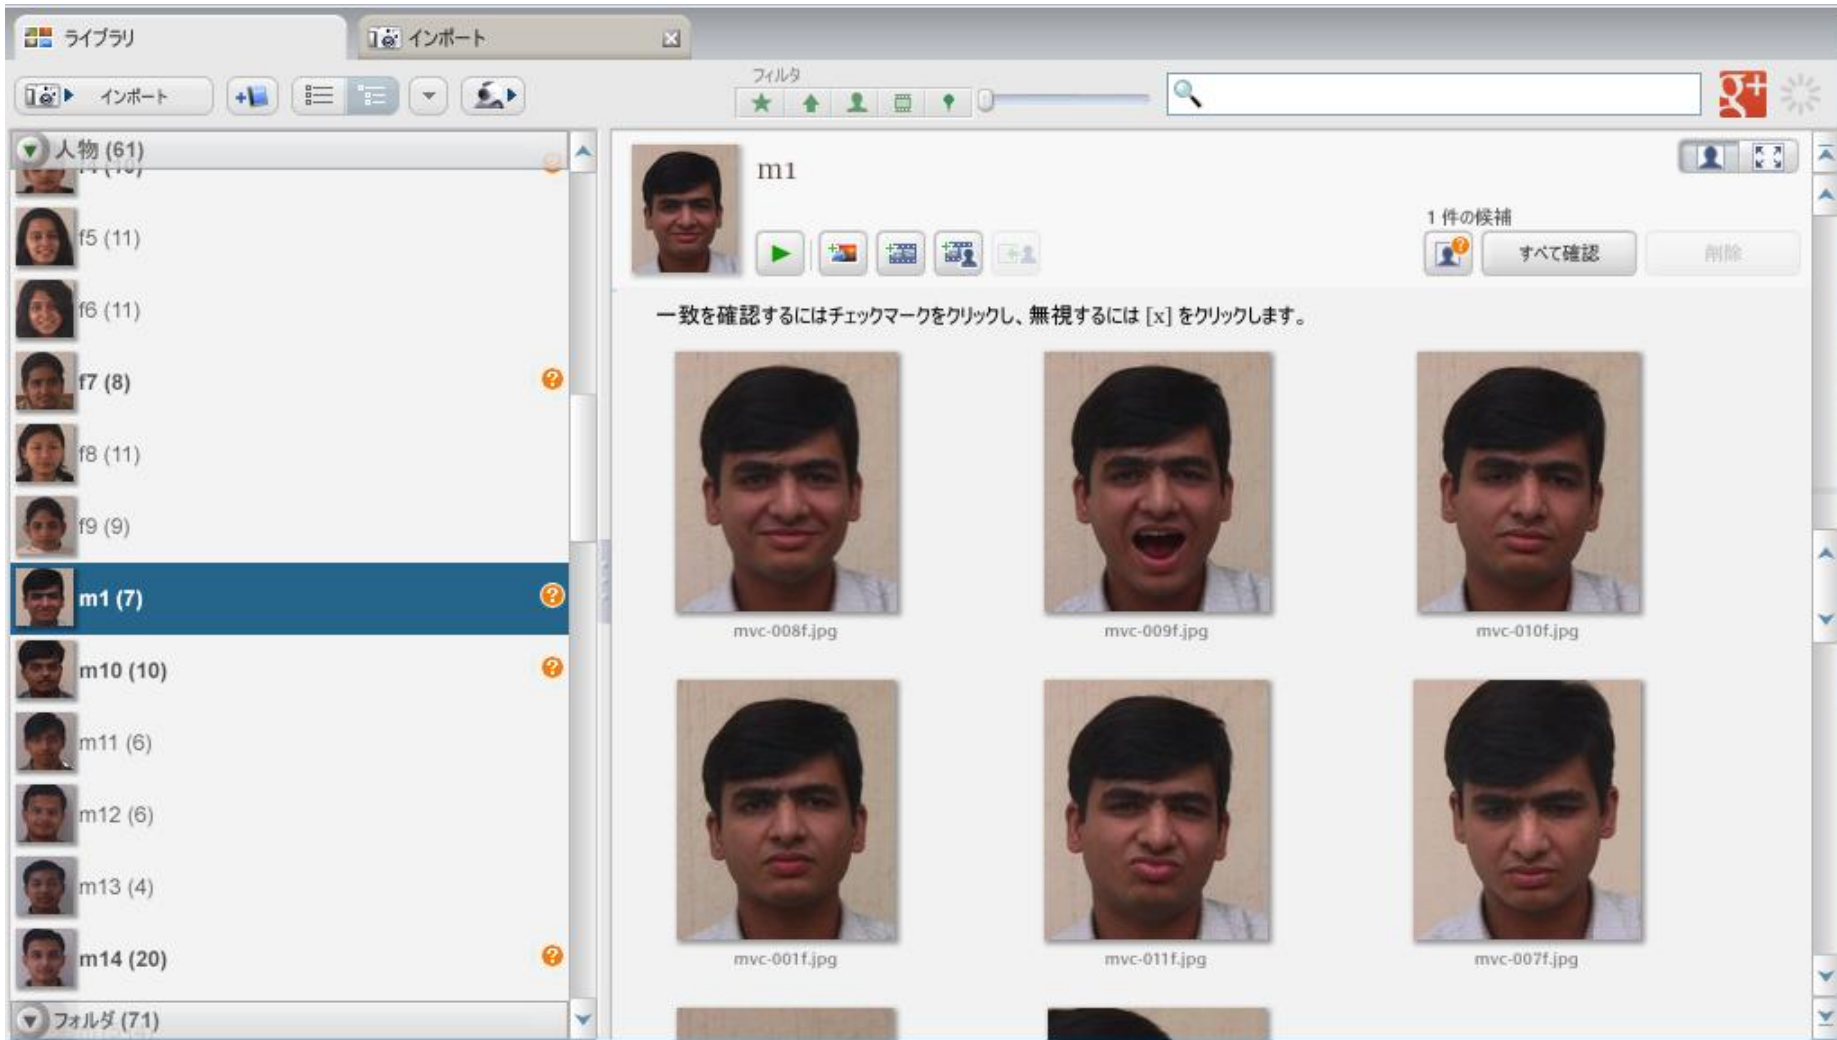 ライブラリ
インポート
インポート
フィルタ
g+
人物 (61)
f4 (10)
f5 (11)
f6 (11)
f7 (8)
f8 (11)
f9 (9)
m1 (7)
m10 (10)
m11 (6)
m12 (6)
m13 (4)
m14 (20)
フォルダ (71)
m1
1 件の候補
すべて確認
削除
一致を確認するにはチェックマークをクリックし、無視するには [x] をクリックします。
mvc-008f.jpg
mvc-009f.jpg
mvc-010f.jpg
mvc-001f.jpg
mvc-011f.jpg
mvc-007f.jpg